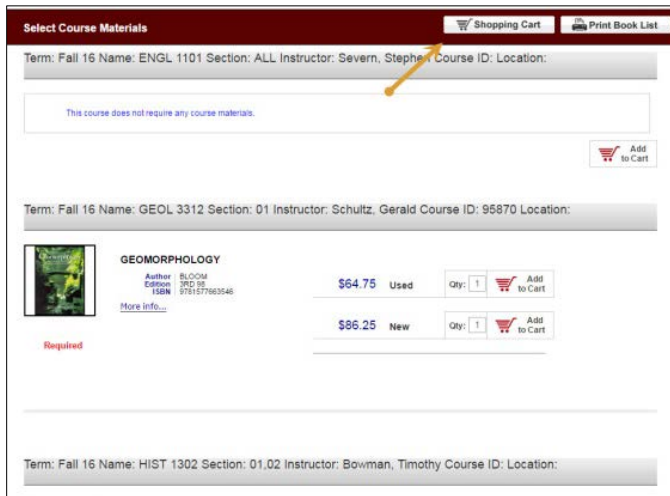 Select Course Materials
Shopping Cart
Print Book List
Term: Fall 16 Name: ENGL 1101 Section: ALL Instructor: Severn, Stephen Course ID: Location:
This course does not require any course materials.
Add
to Cart
Term: Fall 16 Name: GEOL 3312 Section: 01 Instructor: Schultz, Gerald Course ID: 95870 Location:
GEOMORPHOLOGY
Author BLOOM
Edition 3RD 98
ISBN 9781577663546
More info...
Required
$64.75 Used Qty: 1 Add
to Cart
$86.25 New Qty: 1 Add
to Cart
Term: Fall 16 Name: HIST 1302 Section: 01,02 Instructor: Bowman, Timothy Course ID: Location: